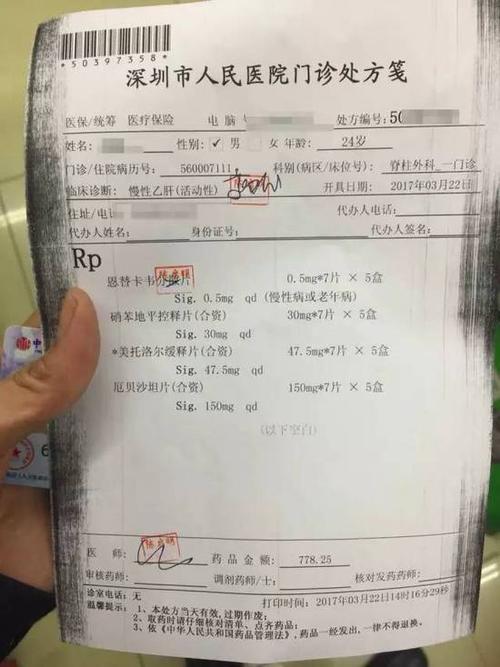 *50397358*
深圳市人民医院门诊处方笺
医保/统筹 医疗保险 电脑 处方编号: 50
姓名: 性别: ✓ 男 女 年龄: 24岁
门诊/住院病历号: 560007111 科别(病区/床位号): 脊柱外科_一门诊
临床诊断: 慢性乙肝(活动性) 开具日期: 2017年03月22日
住址/电话 代办人电话:
代办人姓名: 身份证号:
Rp
恩替卡韦 片 0.5mg*7片 × 5盒
Sig. 0.5mg qd (慢性病或老年病)
硝苯地平控释片(合资) 30mg*7片 × 5盒
Sig. 30mg qd
*美托洛尔缓释片(合资) 47.5mg*7片 × 5盒
Sig. 47.5mg qd
厄贝沙坦片(合资) 150mg*7片 × 5盒
Sig. 150mg qd
(以下空白)
医 师: 药 品 金 额: 778.25
审核药师: 调剂药师/士: 核对发药药师:
诊室电话: 无 打印时间: 2017年03月22日14时16分29秒
温馨提示: 1、本处方当天有效, 过期作废;
2、取药时请仔细核对清单、点齐药品;
3、依《中华人民共和国药品管理法》, 药品一经发出, 一律不得退换。